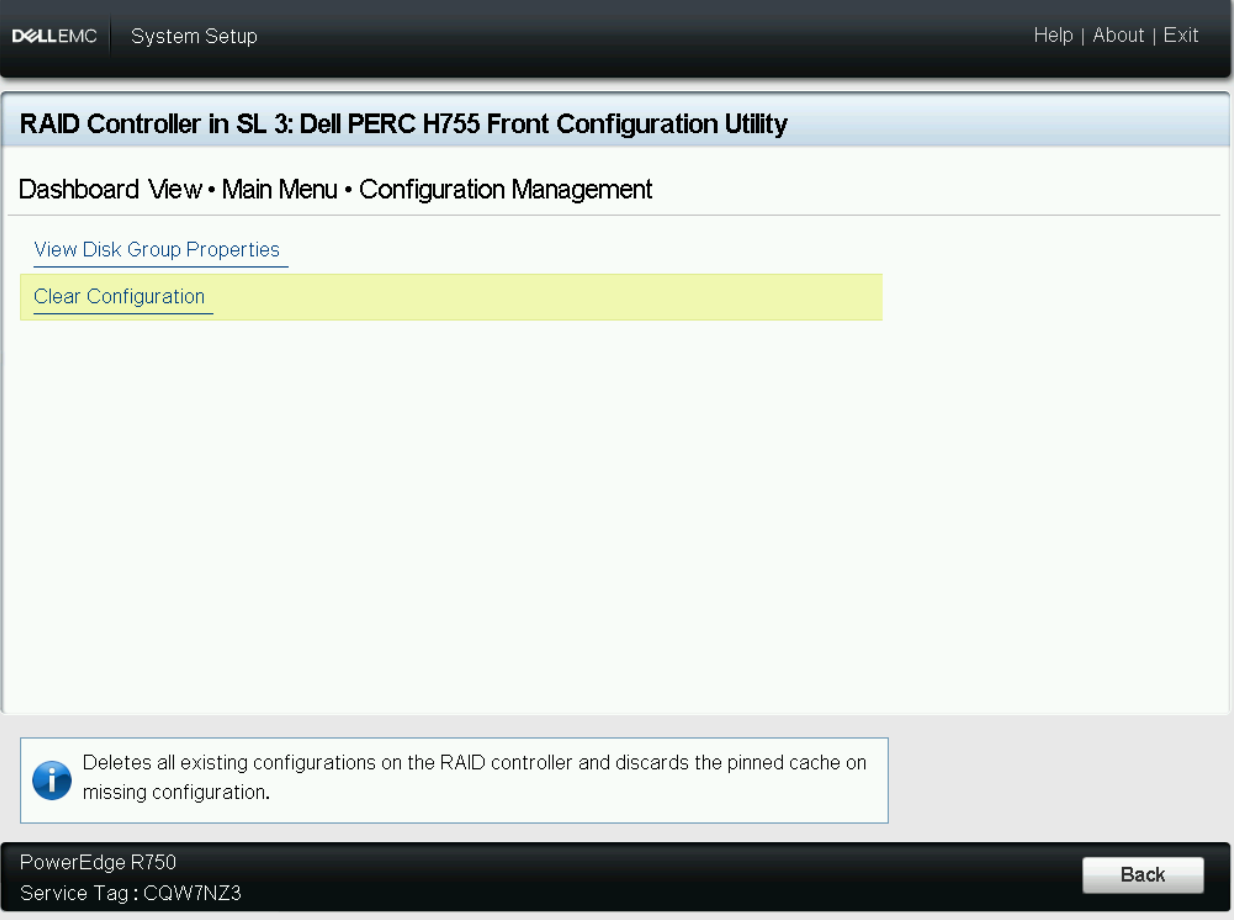 DELLEMC System Setup Help | About | Exit
RAID Controller in SL 3: Dell PERC H755 Front Configuration Utility
Dashboard View • Main Menu • Configuration Management
View Disk Group Properties
Clear Configuration
Deletes all existing configurations on the RAID controller and discards the pinned cache on
missing configuration.
PowerEdge R750
Service Tag : CQW7NZ3
Back